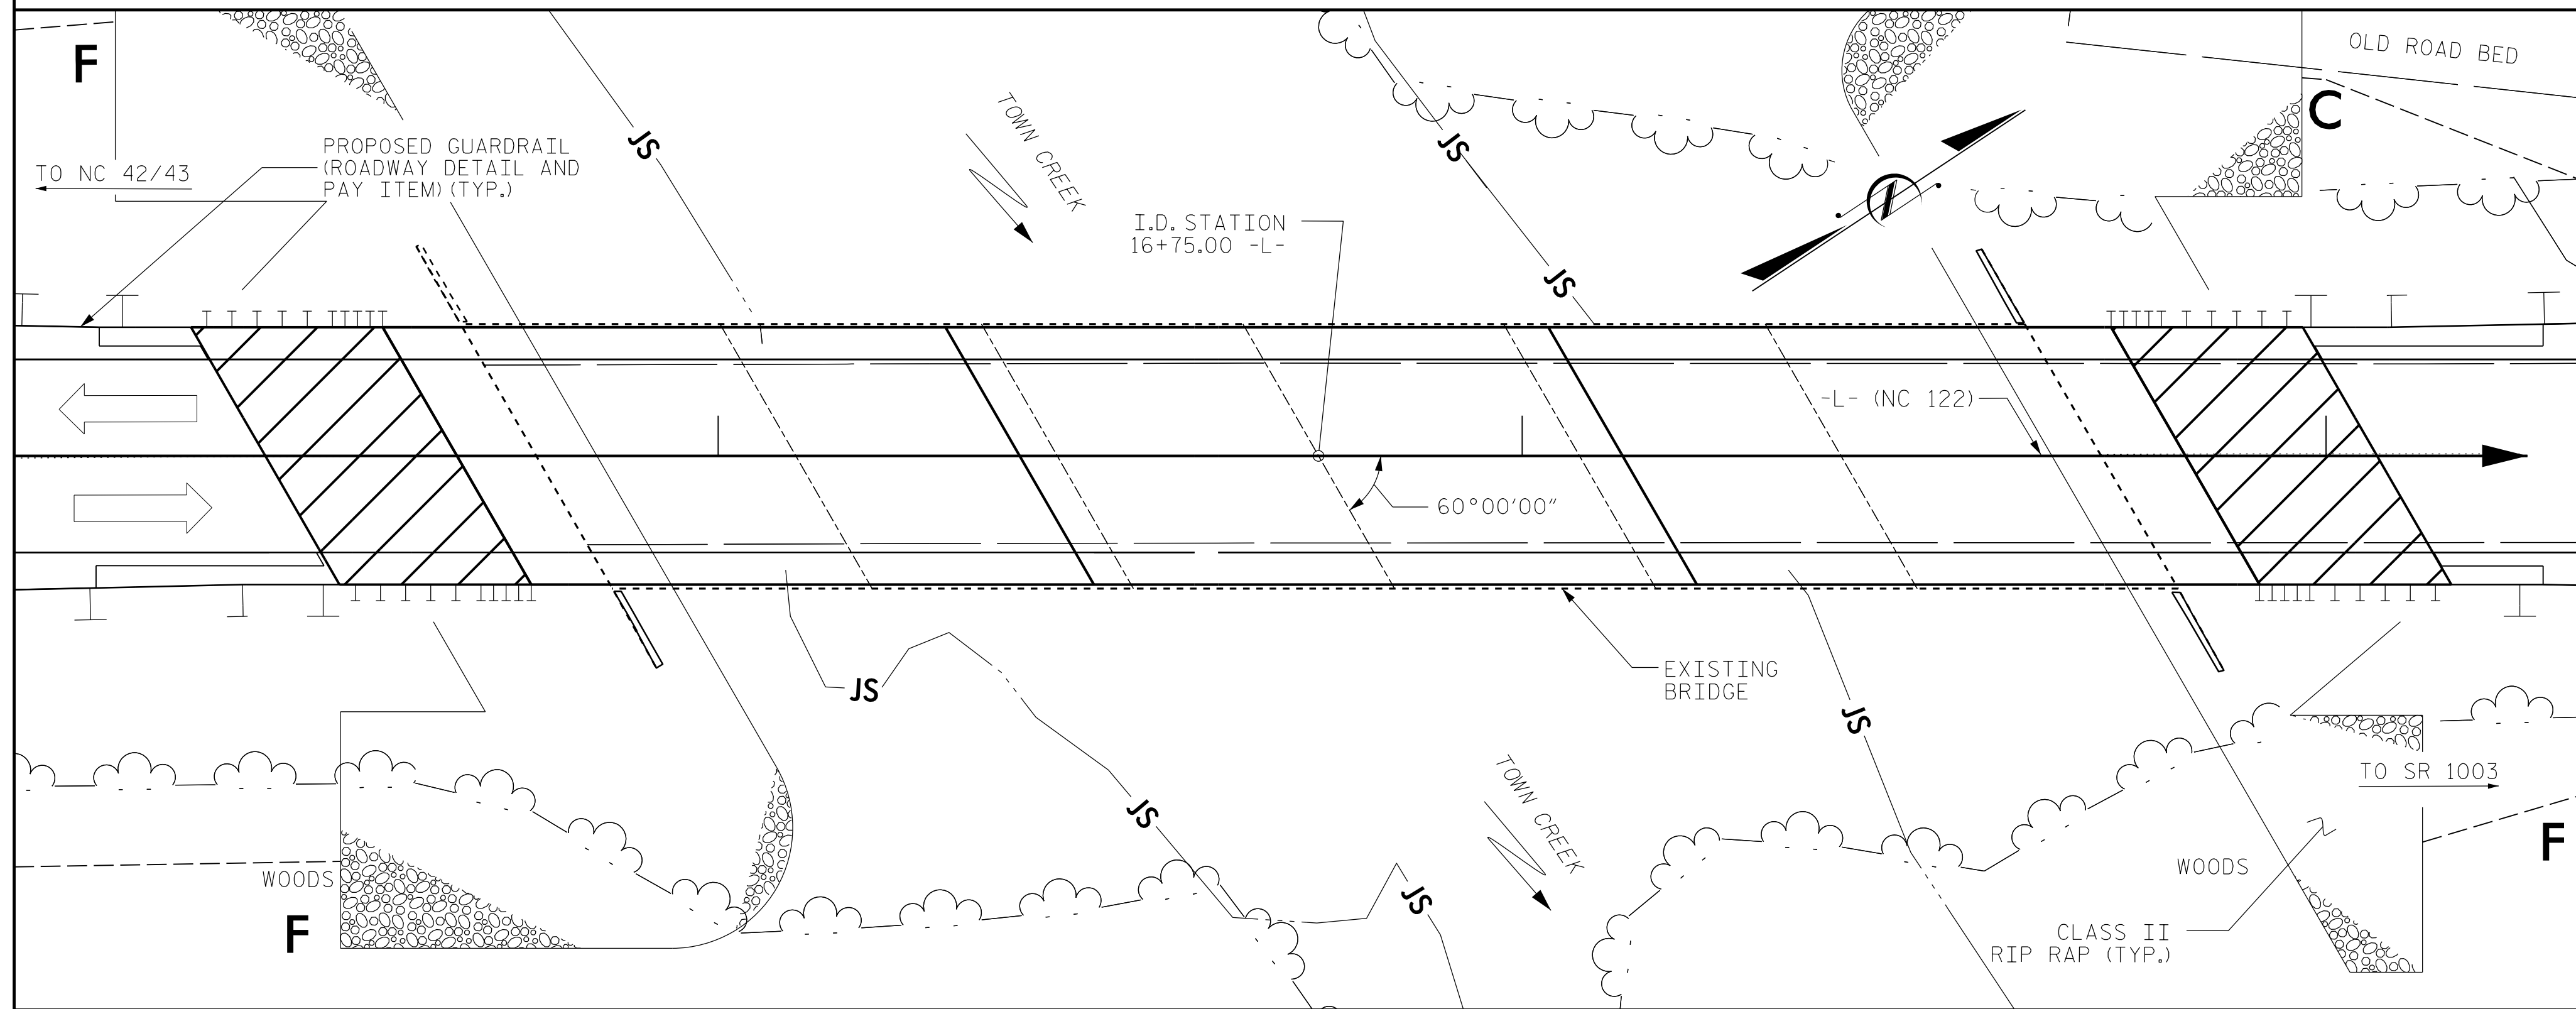 F
OLD ROAD BED
C
JS
TOWN CREEK
JS
PROPOSED GUARDRAIL
(ROADWAY DETAIL AND
PAY ITEM) (TYP.)
TO NC 42/43
I.D. STATION
16+75.00 -L-
JS
-L- (NC 122)
60°00'00"
EXISTING
BRIDGE
JS
JS
TOWN CREEK
TO SR 1003
JS
F
WOODS
WOODS
JS
F
CLASS II
RIP RAP (TYP.)